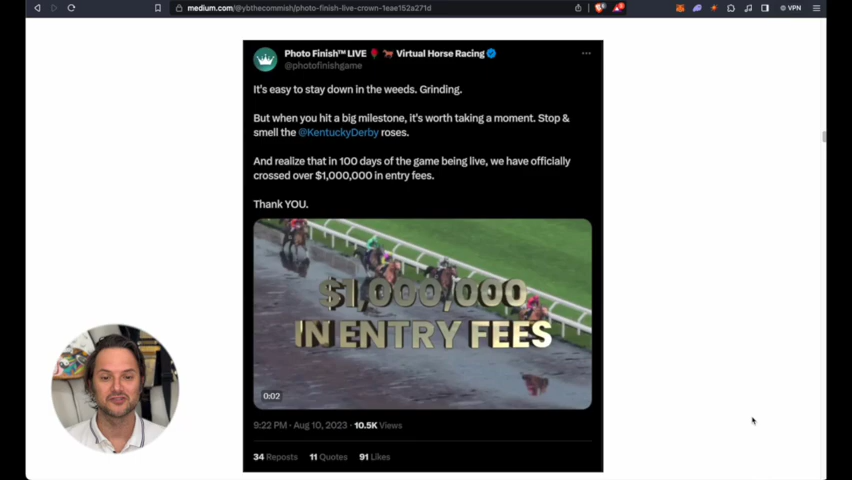 medium.com/@ybthecommish/photo-finish-live-crown-1eae152a271d
VPN
Photo Finish™ LIVE 🌹 🐎 Virtual Horse Racing
@photofinishgame
It's easy to stay down in the weeds. Grinding.
But when you hit a big milestone, it's worth taking a moment. Stop &
smell the @KentuckyDerby roses.
And realize that in 100 days of the game being live, we have officially
crossed over $1,000,000 in entry fees.
Thank YOU.
$1,000,000
IN ENTRY FEES
0:02
9:22 PM · Aug 10, 2023 · 10.5K Views
34 Reposts 11 Quotes 91 Likes